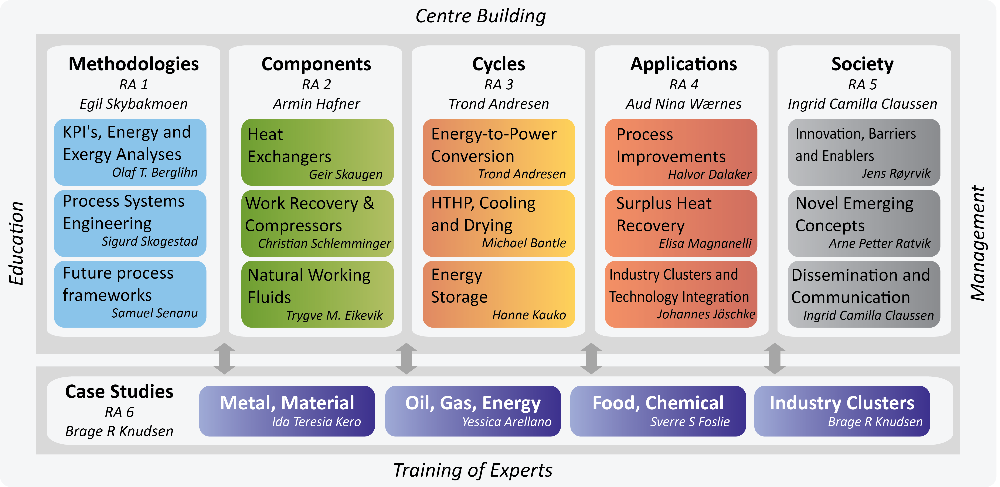 Centre Building
Education
Methodologies
RA 1
Egil Skybakmoen
KPI's, Energy and
Exergy Analyses
Olaf T. Berglihn
Process Systems
Engineering
Sigurd Skogestad
Future process
frameworks
Samuel Senanu
Components
RA 2
Armin Hafner
Heat
Exchangers
Geir Skaugen
Work Recovery &
Compressors
Christian Schlemminger
Natural Working
Fluids
Trygve M. Eikevik
Cycles
RA 3
Trond Andresen
Energy-to-Power
Conversion
Trond Andresen
HTHP, Cooling
and Drying
Michael Bantle
Energy
Storage
Hanne Kauko
Applications
RA 4
Aud Nina Wærnes
Process
Improvements
Halvor Dalaker
Surplus Heat
Recovery
Elisa Magnanelli
Industry Clusters and
Technology Integration
Johannes Jäschke
Society
RA 5
Ingrid Camilla Claussen
Innovation, Barriers
and Enablers
Jens Røyrvik
Novel Emerging
Concepts
Arne Petter Ratvik
Dissemination and
Communication
Ingrid Camilla Claussen
Management
Case Studies
RA 6
Brage R Knudsen
Metal, Material
Ida Teresia Kero
Oil, Gas, Energy
Yessica Arellano
Food, Chemical
Sverre S Foslie
Industry Clusters
Brage R Knudsen
Training of Experts